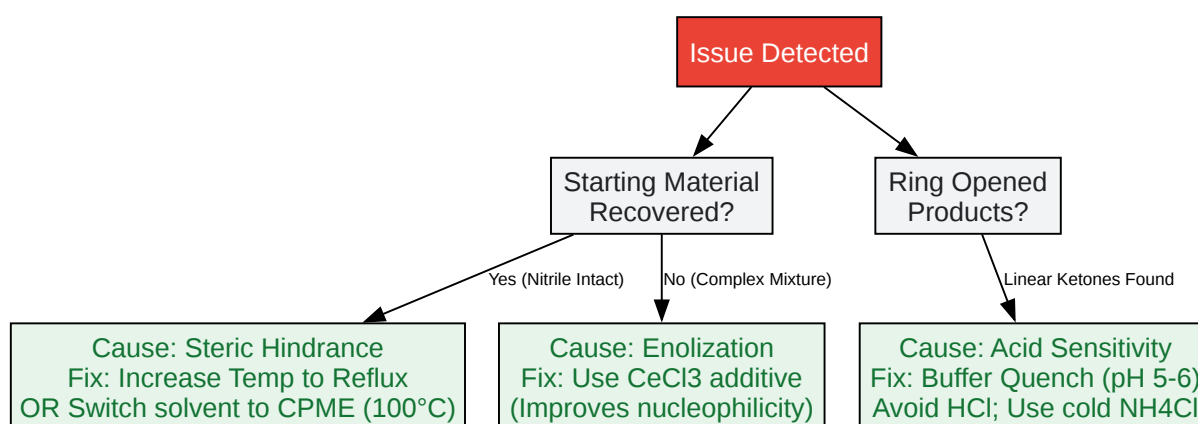 Issue Detected
Starting Material
Recovered?
Ring Opened
Products?
Yes (Nitrile Intact)
No (Complex Mixture)
Linear Ketones Found
Cause: Steric Hindrance
Fix: Increase Temp to Reflux
OR Switch solvent to CPME (100°C)
Cause: Enolization
Fix: Use CeCl3 additive
(Improves nucleophilicity)
Cause: Acid Sensitivity
Fix: Buffer Quench (pH 5-6)
Avoid HCl; Use cold NH4Cl